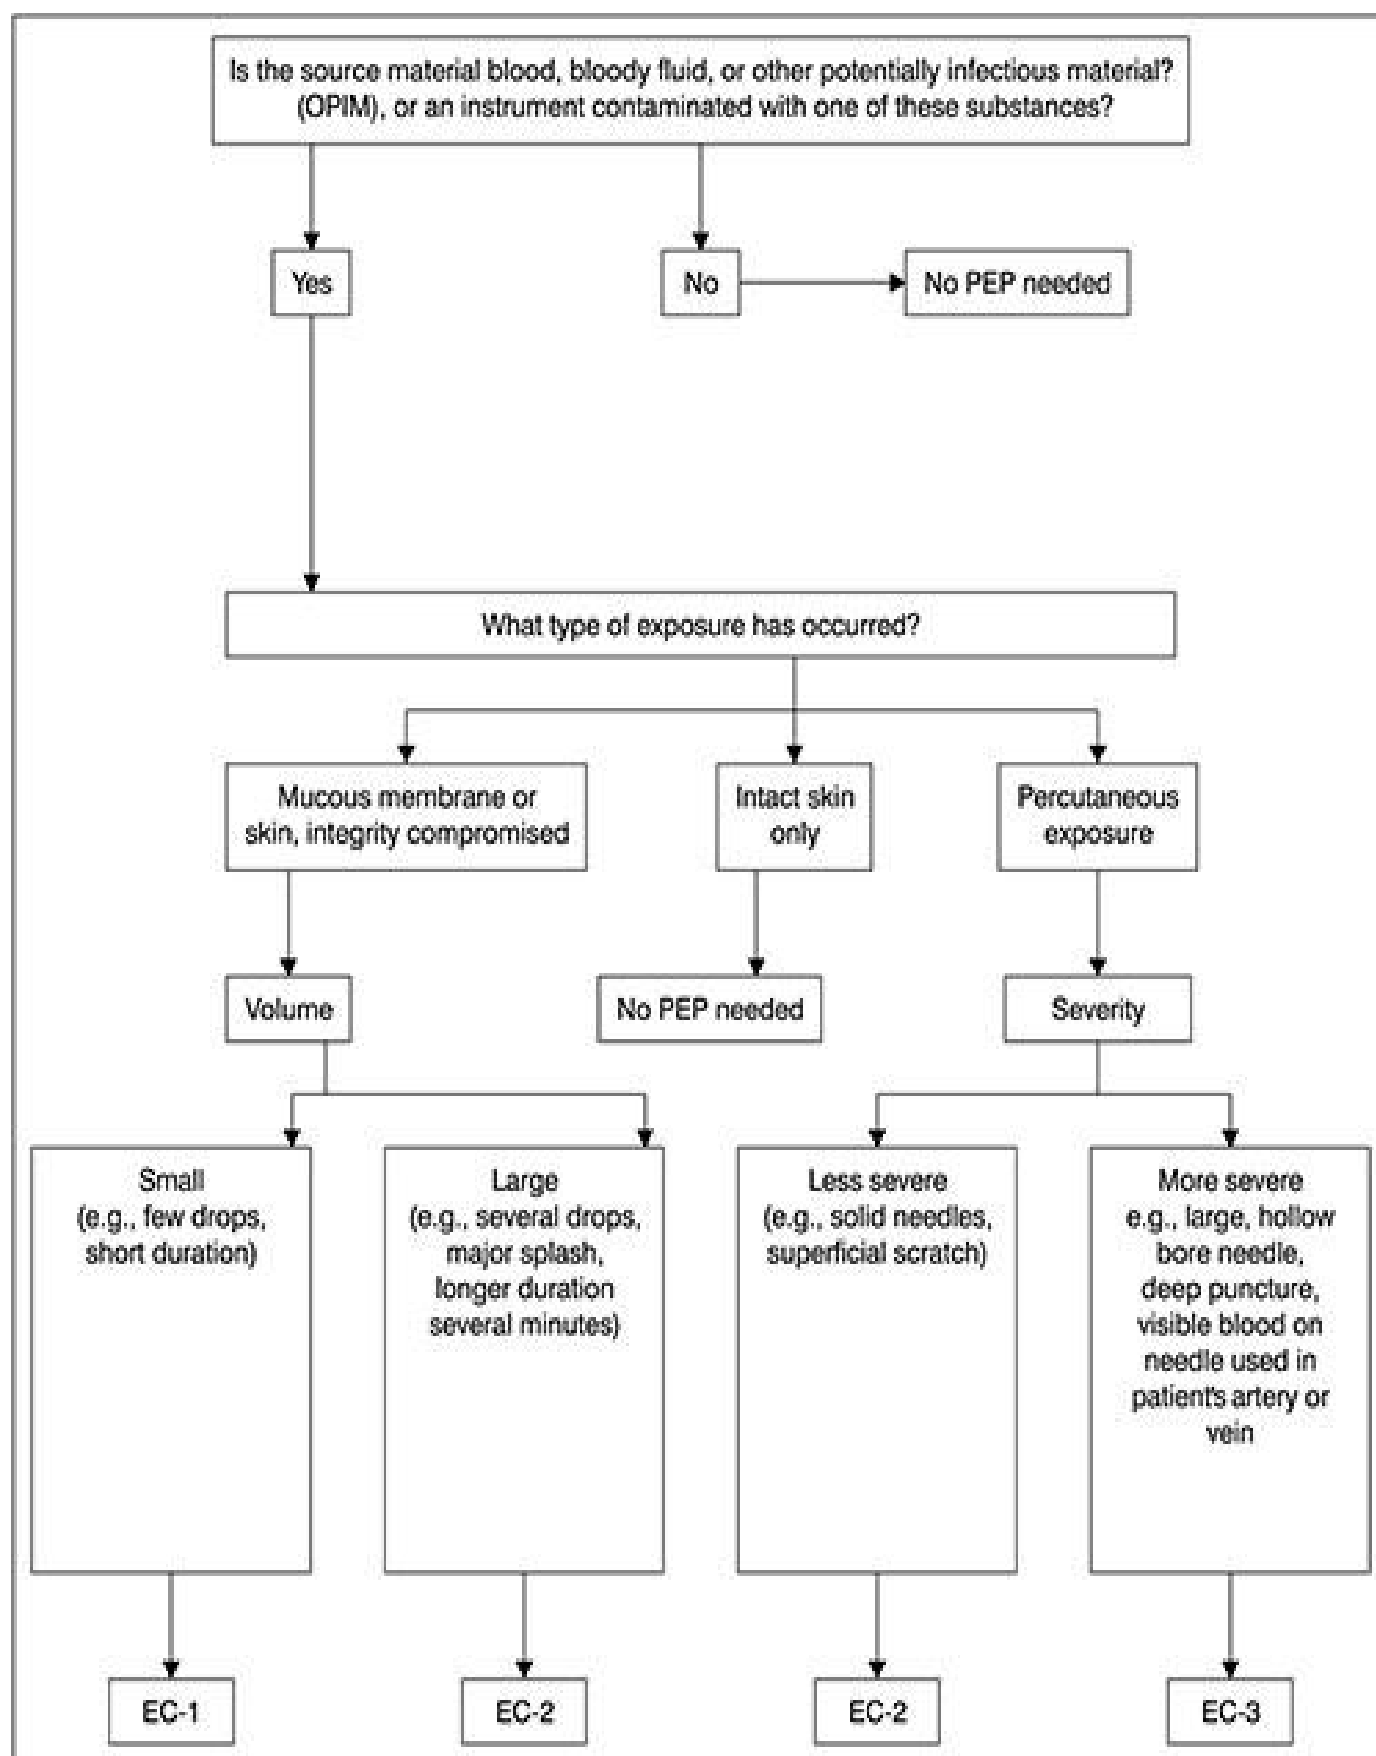 Is the source material blood, bloody fluid, or other potentially infectious material?
(OPIM), or an instrument contaminated with one of these substances?
Yes
No
No PEP needed
What type of exposure has occurred?
Mucous membrane or
skin, integrity compromised
Intact skin
only
Percutaneous
exposure
Volume
No PEP needed
Severity
Small
(e.g., few drops,
short duration)
Large
(e.g., several drops,
major splash,
longer duration
several minutes)
Less severe
(e.g., solid needles,
superficial scratch)
More severe
e.g., large, hollow
bore needle,
deep puncture,
visible blood on
needle used in
patient's artery or
vein
EC-1
EC-2
EC-2
EC-3